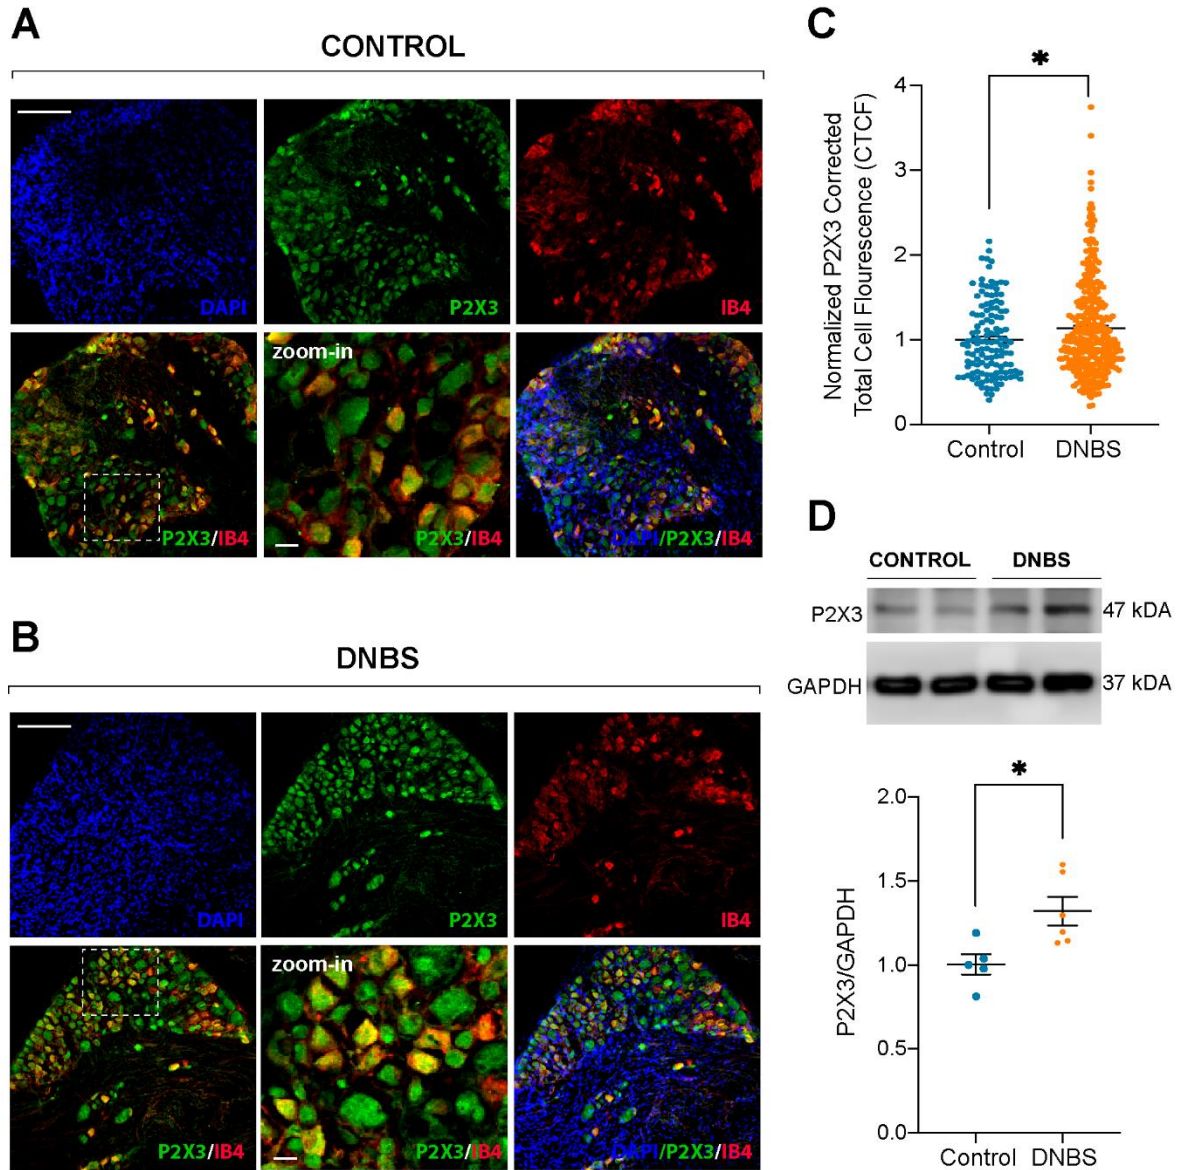 A
CONTROL
DAPI
P2X3
IB4
P2X3/IB4
zoom-in
P2X3/IB4
DAPI/P2X3/IB4
B
DNBS
DAPI
P2X3
IB4
P2X3/IB4
zoom-in
P2X3/IB4
DAPI/P2X3/IB4
C
*
Normalized P2X3 Corrected
Total Cell Flourescence (CTCF)
4
3
2
1
0
Control DNBS
D
CONTROL DNBS
P2X3 47 kDA
GAPDH 37 kDA
*
P2X3/GAPDH
2.0
1.5
1.0
0.5
0.0
Control DNBS